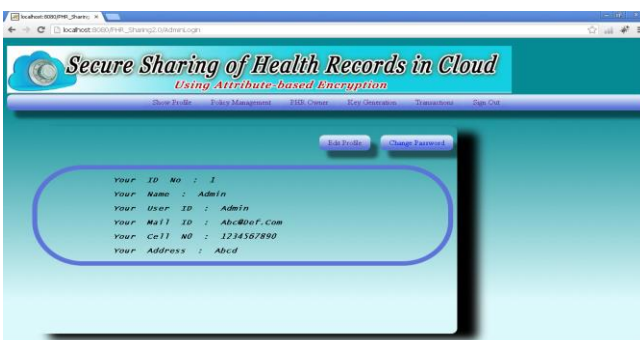 localhost:8080/PHR_Sharing
localhost:8080/PHR_Sharing2.0/AdminLogin
Secure Sharing of Health Records in Cloud
Using Attribute-based Encryption
Show Profile Policy Management PHR Owner Key Generation Transactions Sign Out
Edit Profile Change Password
Your ID No : 1
Your Name : Admin
Your User ID : Admin
Your Mail ID : Abc@Def.Com
Your Cell NO : 1234567890
Your Address : Abcd